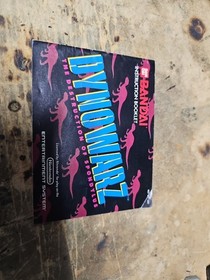 BANDAI
INSTRUCTION BOOKLET
DYNOWARZ
THE DESTRUCTION OF SPONDYLUS
Nintendo
ENTERTAINMENT
SYSTEM